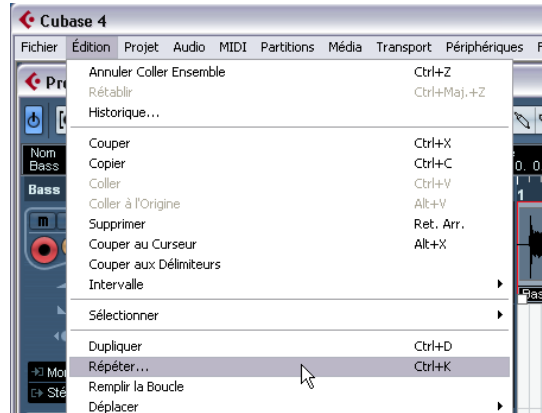 Cubase 4
Fichier Édition Projet Audio MIDI Partitions Média Transport Périphériques
Annuler Coller Ensemble Ctrl+Z
Rétablir Ctrl+Maj.+Z
Historique...
Nom
Bass
Couper Ctrl+X
Copier Ctrl+C
Coller Ctrl+V
Bass
1
Coller à l'Origine Alt+V
Supprimer Ret. Arr.
m
Couper au Curseur Alt+X
Couper aux Délimiteurs
Intervalle
Sélectionner
Dupliquer Ctrl+D
Répéter... Ctrl+K
Remplir la Boucle
Déplacer